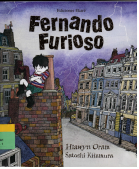 Fernando
Furioso
Hiawyn Oram
Satoshi Kitamura